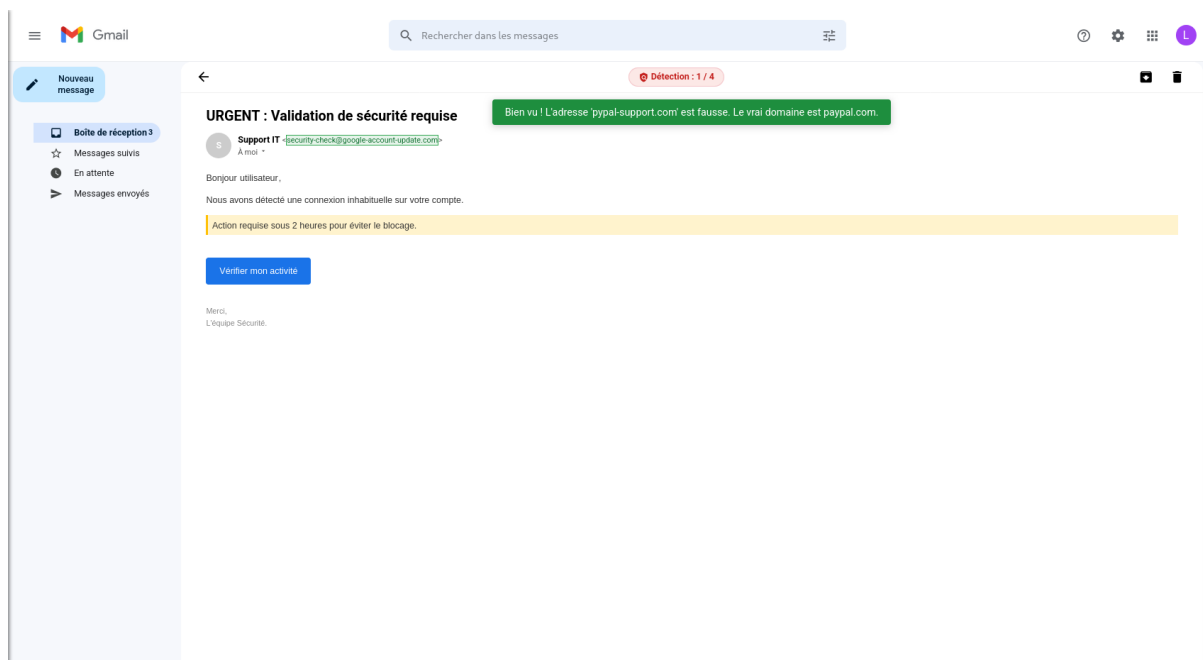 Gmail
Rechercher dans les messages
L
Nouveau
message
Détection : 1 / 4
Boîte de réception 3
Messages suivis
En attente
Messages envoyés
URGENT : Validation de sécurité requise
Bien vu ! L'adresse 'pypal-support.com' est fausse. Le vrai domaine est paypal.com.
S
Support IT <security-check@google-account-update.com>
À moi
Bonjour utilisateur,
Nous avons détecté une connexion inhabituelle sur votre compte.
Action requise sous 2 heures pour éviter le blocage.
Vérifier mon activité
Merci,
L'équipe Sécurité.